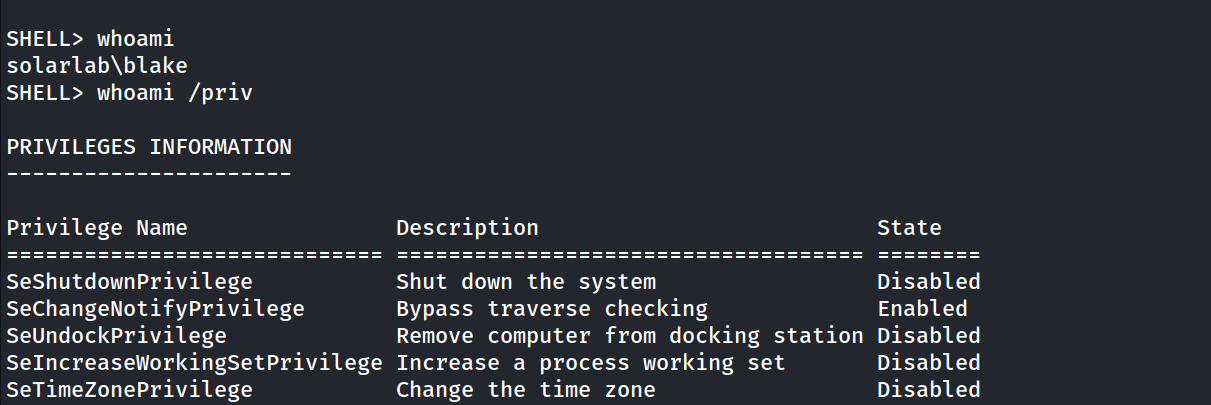 SHELL> whoami
solarlab\blake
SHELL> whoami /priv
PRIVILEGES INFORMATION
----------------------
Privilege Name                Description                          State
============================= ==================================== ========
SeShutdownPrivilege           Shut down the system                 Disabled
SeChangeNotifyPrivilege       Bypass traverse checking             Enabled
SeUndockPrivilege             Remove computer from docking station Disabled
SeIncreaseWorkingSetPrivilege Increase a process working set       Disabled
SeTimeZonePrivilege           Change the time zone                 Disabled